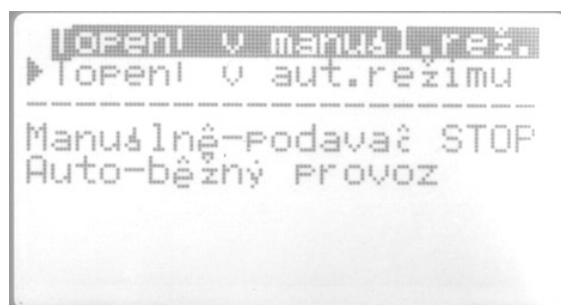 Topení v manuál.rež.
Topení v aut.režimu
Manuálně-podavač STOP
Auto-běžný provoz